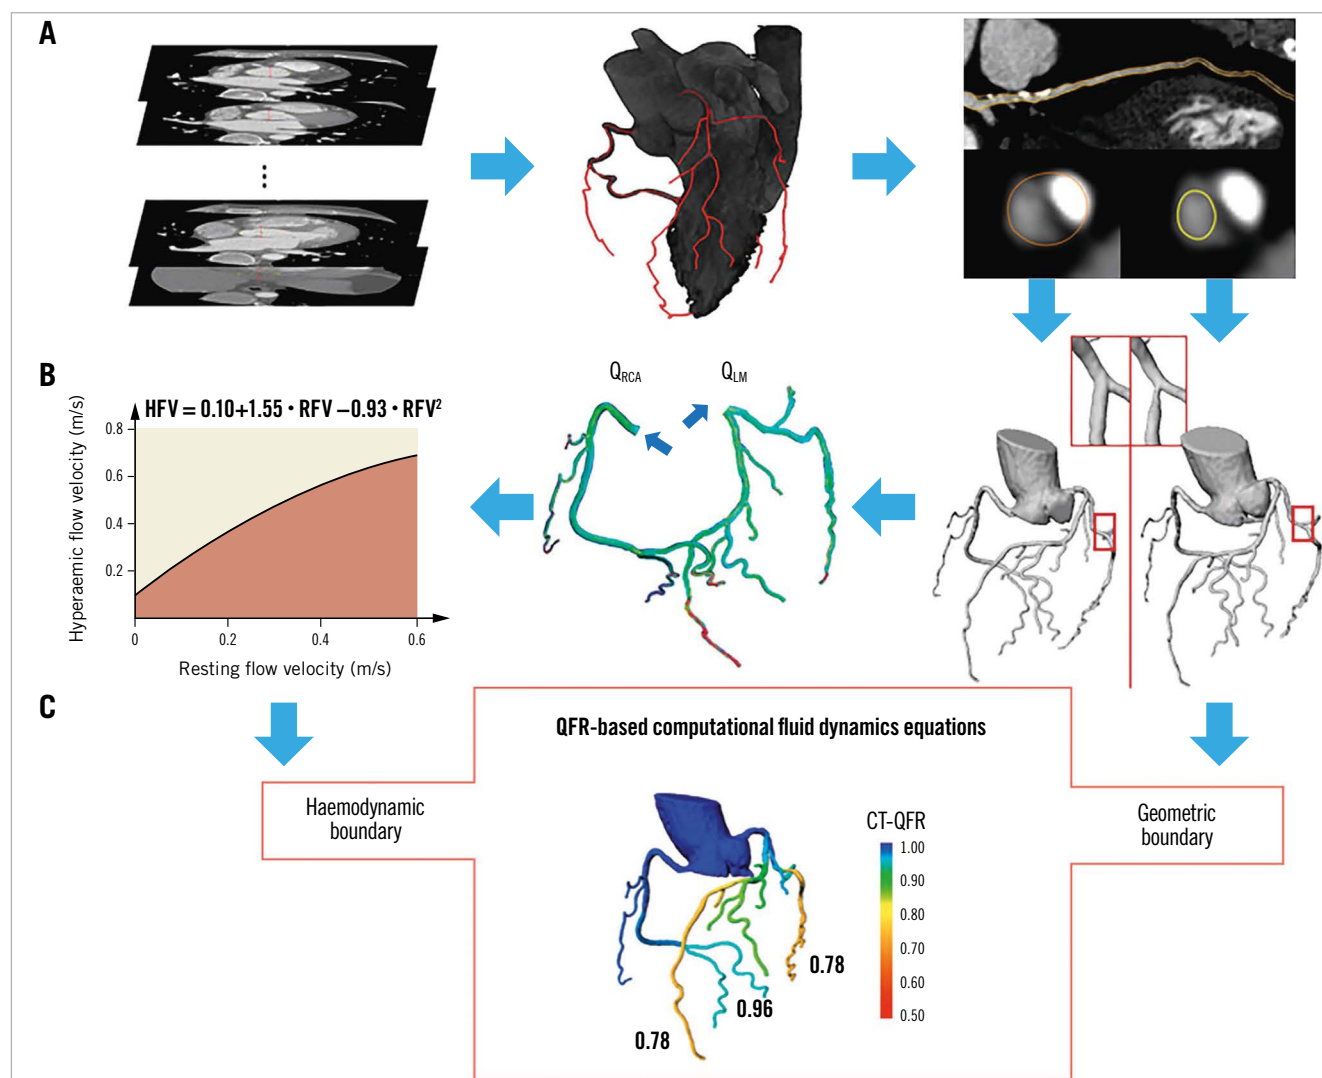 A
B
Q_RCA
Q_LM
HFV = 0.10+1.55 • RFV –0.93 • RFV²
Hyperaemic flow velocity (m/s)
0.8
0.6
0.4
0.2
0
0.2
0.4
0.6
Resting flow velocity (m/s)
C
QFR-based computational fluid dynamics equations
Haemodynamic
boundary
Geometric
boundary
CT-QFR
1.00
0.90
0.80
0.70
0.60
0.50
0.78
0.96
0.78